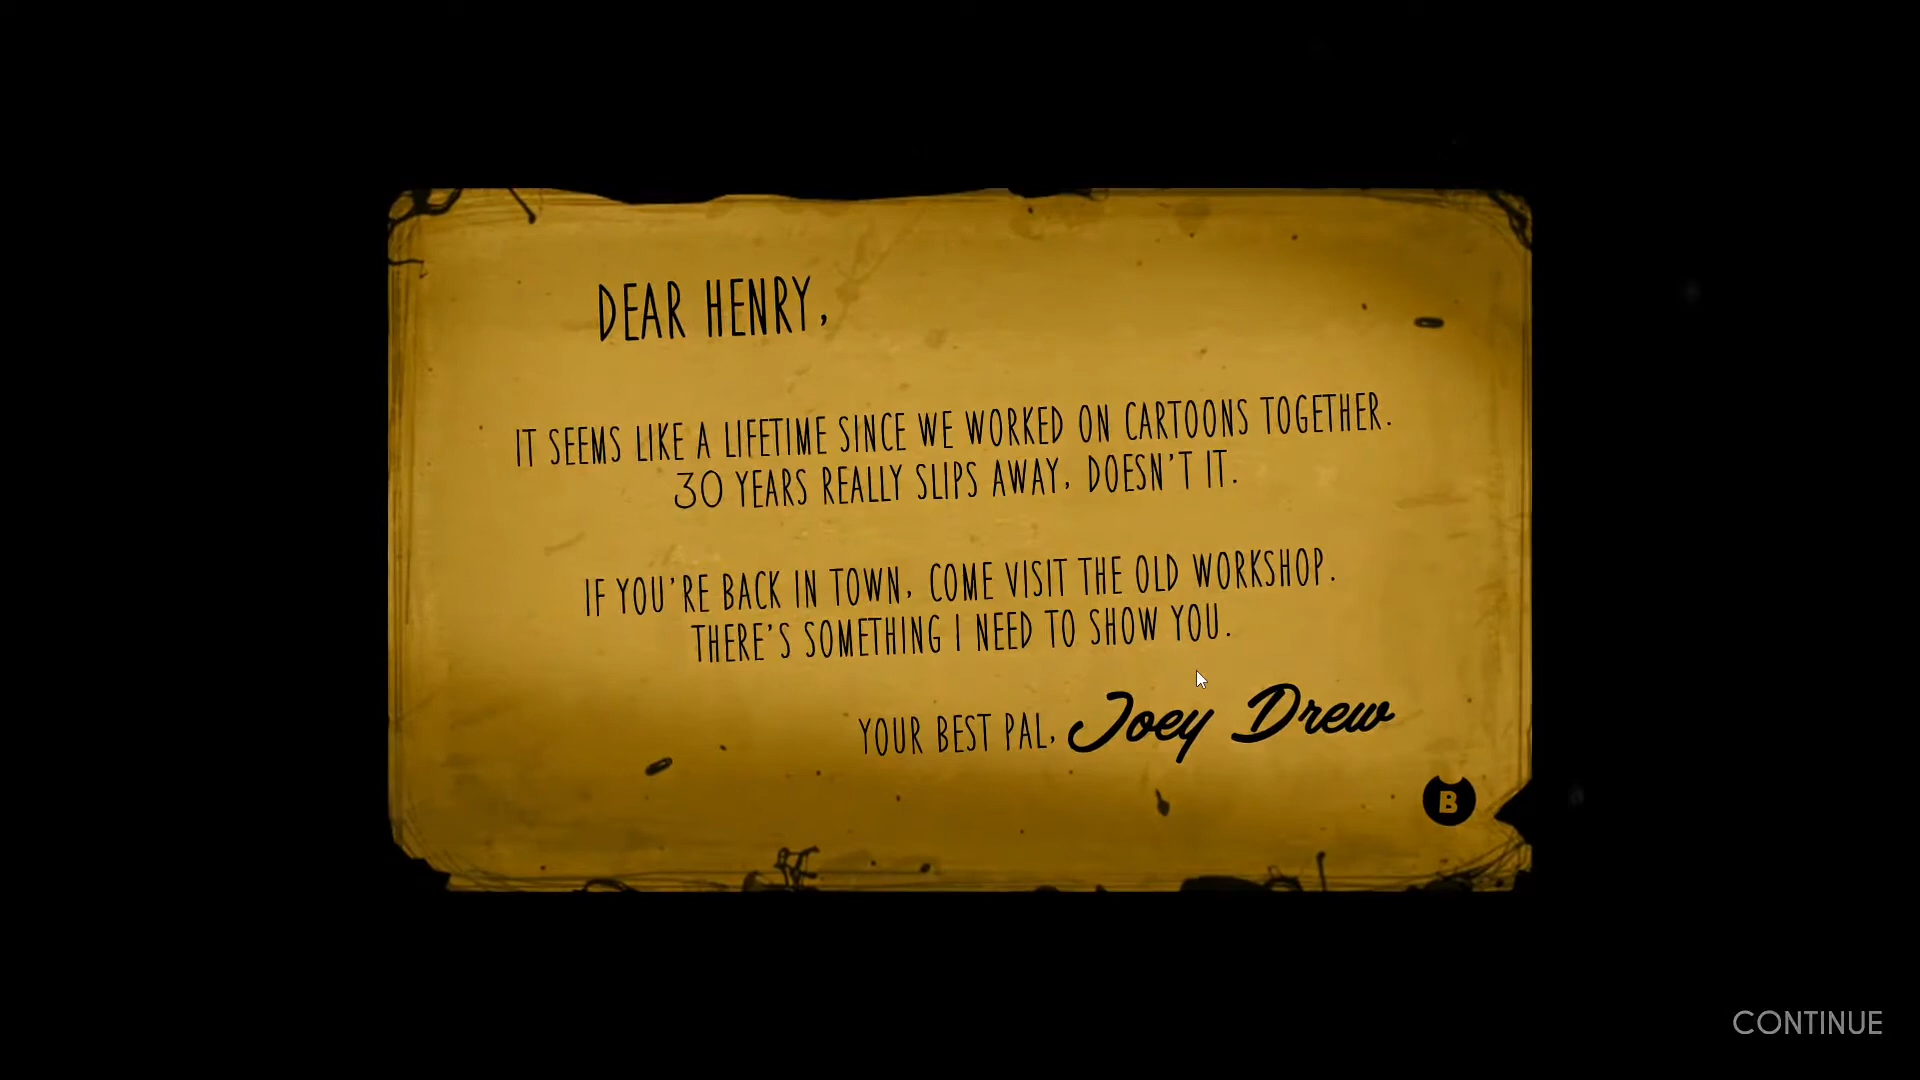 DEAR HENRY,
IT SEEMS LIKE A LIFETIME SINCE WE WORKED ON CARTOONS TOGETHER.
30 YEARS REALLY SLIPS AWAY, DOESN'T IT.
IF YOU'RE BACK IN TOWN, COME VISIT THE OLD WORKSHOP.
THERE'S SOMETHING I NEED TO SHOW YOU.
YOUR BEST PAL, Joey Drew
B
CONTINUE